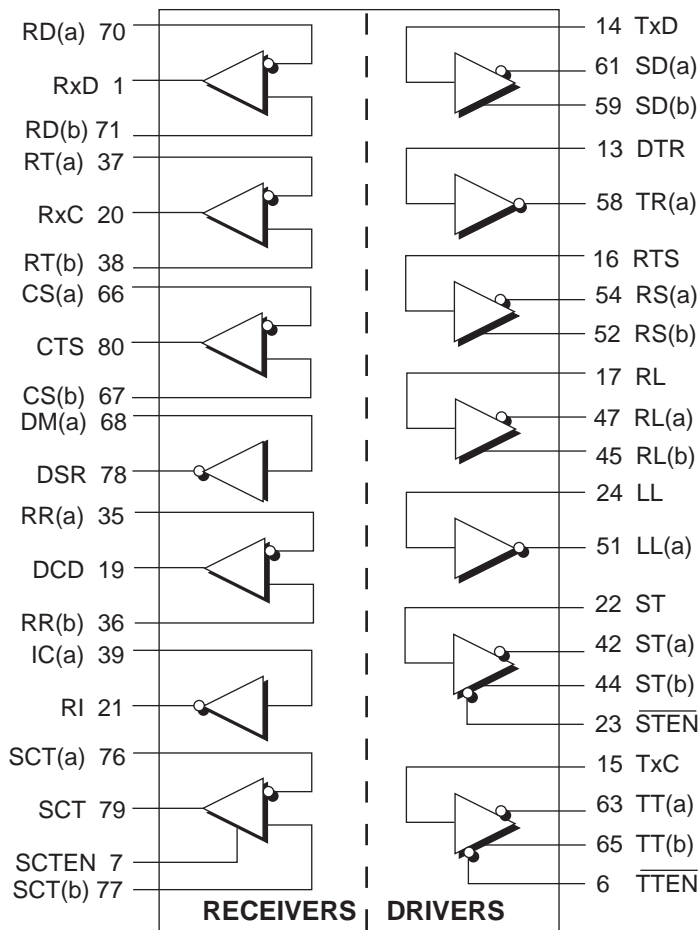 RD(a) 70
RxD 1
RD(b) 71
RT(a) 37
RxC 20
RT(b) 38
CS(a) 66
CTS 80
CS(b) 67
DM(a) 68
DSR 78
RR(a) 35
DCD 19
RR(b) 36
IC(a) 39
RI 21
SCT(a) 76
SCT 79
SCTEN 7
SCT(b) 77
RECEIVERS
DRIVERS
14 TxD
61 SD(a)
59 SD(b)
13 DTR
58 TR(a)
16 RTS
54 RS(a)
52 RS(b)
17 RL
47 RL(a)
45 RL(b)
24 LL
51 LL(a)
22 ST
42 ST(a)
44 ST(b)
23 S̅T̅E̅N̅
15 TxC
63 TT(a)
65 TT(b)
6 T̅T̅E̅N̅